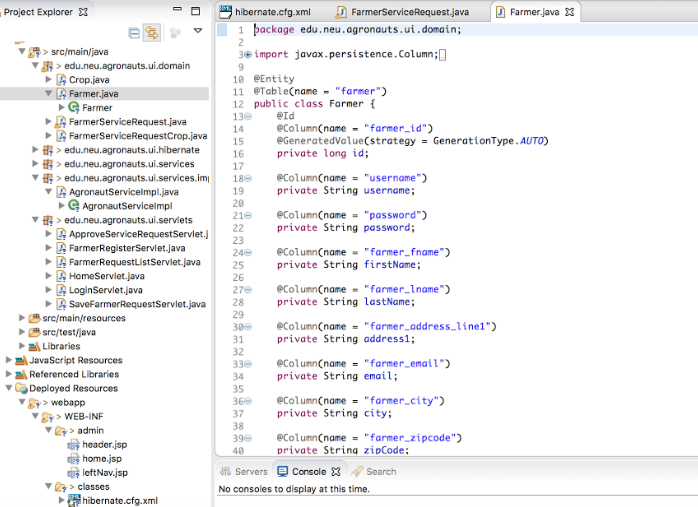 Project Explorer
hibernate.cfg.xml
FarmerServiceRequest.java
Farmer.java
> src/main/java
> edu.neu.agronauts.ui.domain
Crop.java
Farmer.java
Farmer
FarmerServiceRequest.java
FarmerServiceRequestCrop.java
> edu.neu.agronauts.ui.hibernate
> edu.neu.agronauts.ui.services
> edu.neu.agronauts.ui.services.im
AgronautServiceImpl.java
AgronautServiceImpl
> edu.neu.agronauts.ui.servlets
ApproveServiceRequestServlet.j
FarmerRegisterServlet.java
FarmerRequestListServlet.java
HomeServlet.java
LoginServlet.java
SaveFarmerRequestServlet.java
src/main/resources
src/test/java
Libraries
JavaScript Resources
Referenced Libraries
Deployed Resources
> webapp
> WEB-INF
> admin
header.jsp
home.jsp
leftNav.jsp
> classes
> hibernate.cfg.xml
1 package edu.neu.agronauts.ui.domain;
2
3 import javax.persistence.Column;
9
10 @Entity
11 @Table(name = "farmer")
12 public class Farmer {
13 @Id
14 @Column(name = "farmer_id")
15 @GeneratedValue(strategy = GenerationType.AUTO)
16 private long id;
17
18 @Column(name = "username")
19 private String username;
20
21 @Column(name = "password")
22 private String password;
23
24 @Column(name = "farmer_fname")
25 private String firstName;
26
27 @Column(name = "farmer_lname")
28 private String lastName;
29
30 @Column(name = "farmer_address_line1")
31 private String address1;
32
33 @Column(name = "farmer_email")
34 private String email;
35
36 @Column(name = "farmer_city")
37 private String city;
38
39 @Column(name = "farmer_zipcode")
40 private String zipCode;
Servers
Console
Search
No consoles to display at this time.